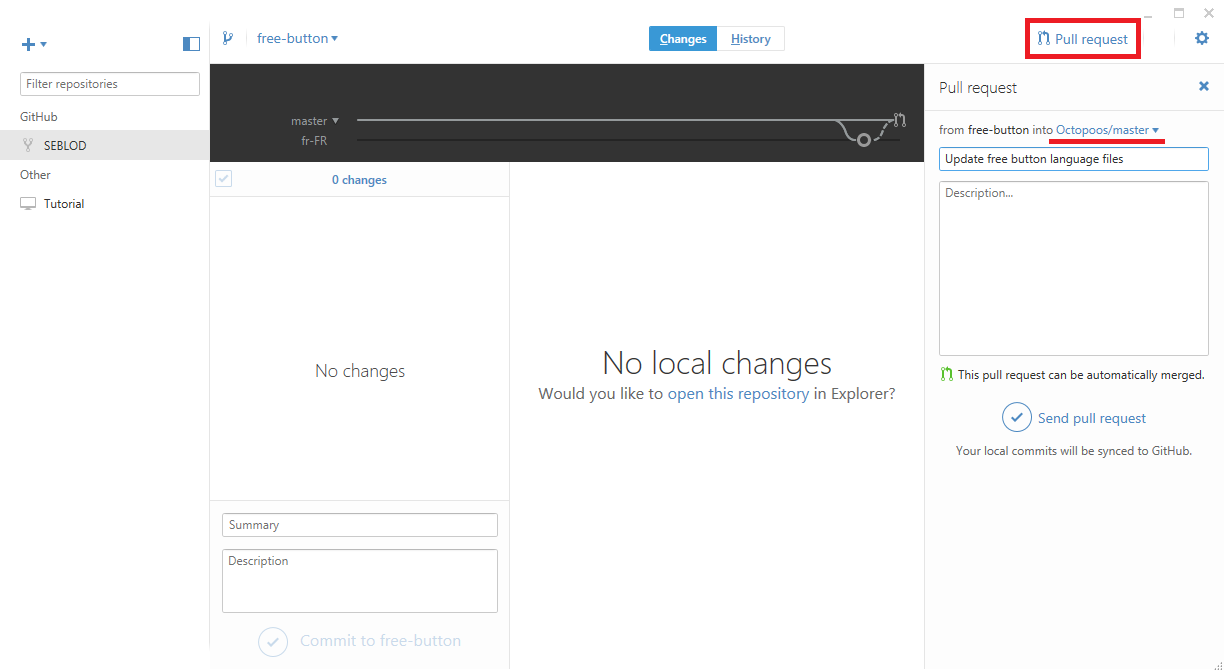 free-button
Changes
History
Pull request
Filter repositories
GitHub
SEBLOD
Other
Tutorial
master
fr-FR
0 changes
No changes
Summary
Description
Commit to free-button
No local changes
Would you like to open this repository in Explorer?
Pull request
from free-button into Octopoos/master
Update free button language files
Description...
This pull request can be automatically merged.
Send pull request
Your local commits will be synced to GitHub.